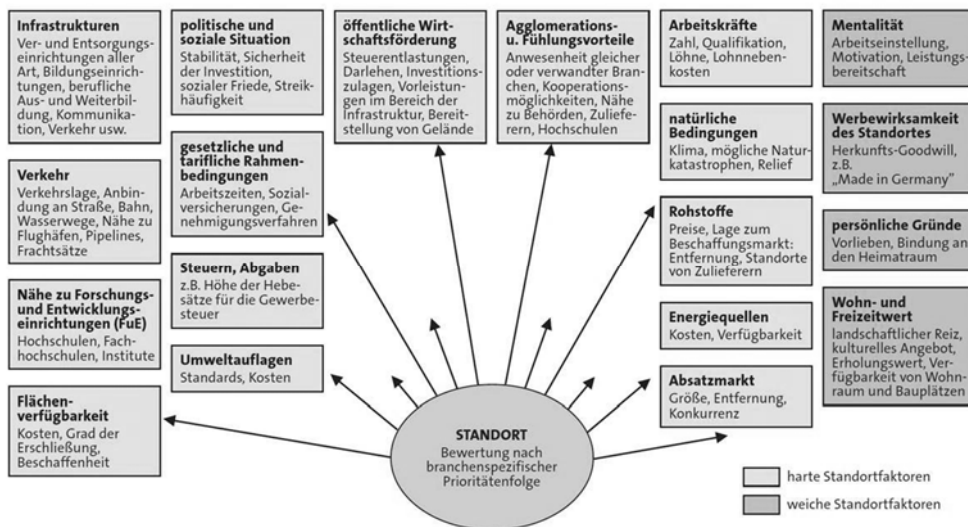 Infrastrukturen
Ver- und Entsorgungs-
einrichtungen aller
Art, Bildungseinrich-
tungen, berufliche
Aus- und Weiterbil-
dung, Kommunika-
tion, Verkehr usw.
Verkehr
Verkehrslage, Anbin-
dung an Straße, Bahn,
Wasserwege, Nähe zu
Flughäfen, Pipelines,
Frachtsätze
Nähe zu Forschungs-
und Entwicklungs-
einrichtungen (FuE)
Hochschulen, Fach-
hochschulen, Institute
Flächen-
verfügbarkeit
Kosten, Grad der
Erschließung,
Beschaffenheit
politische und
soziale Situation
Stabilität, Sicherheit
der Investition,
sozialer Friede, Streik-
häufigkeit
gesetzliche und
tarifliche Rahmen-
bedingungen
Arbeitszeiten, Sozial-
versicherungen, Ge-
nehmigungsverfahren
Steuern, Abgaben
z.B. Höhe der Hebe-
sätze für die Gewerbe-
steuer
Umweltauflagen
Standards, Kosten
öffentliche Wirt-
schaftsförderung
Steuerentlastungen,
Darlehen, Investitions-
zulagen, Vorleistun-
gen im Bereich der
Infrastruktur, Bereit-
stellung von Gelände
Agglomerations-
u. Fühlungsvorteile
Anwesenheit gleicher
oder verwandter Bran-
chen, Kooperations-
möglichkeiten, Nähe
zu Behörden, Zuliefe-
rern, Hochschulen
Arbeitskräfte
Zahl, Qualifikation,
Löhne, Lohnneben-
kosten
natürliche
Bedingungen
Klima, mögliche Natur-
katastrophen, Relief
Rohstoffe
Preise, Lage zum
Beschaffungsmarkt:
Entfernung, Standorte
von Zulieferern
Energiequellen
Kosten, Verfügbarkeit
Absatzmarkt
Größe, Entfernung,
Konkurrenz
Mentalität
Arbeitseinstellung,
Motivation, Leistungs-
bereitschaft
Werbewirksamkeit
des Standortes
Herkunfts-Goodwill,
z.B.
„Made in Germany"
persönliche Gründe
Vorlieben, Bindung an
den Heimatraum
Wohn- und
Freizeitwert
landschaftlicher Reiz,
kulturelles Angebot,
Erholungswert, Ver-
fügbarkeit von Wohn-
raum und Bauplätzen
STANDORT
Bewertung nach
branchenspezifischer
Prioritätenfolge
harte Standortfaktoren
weiche Standortfaktoren